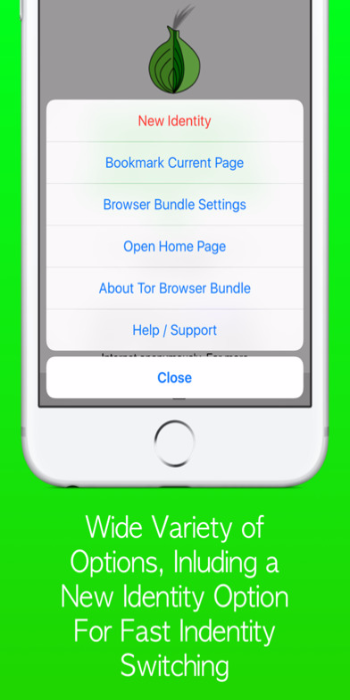 New Identity
Bookmark Current Page
Browser Bundle Settings
Open Home Page
About Tor Browser Bundle
Help / Support
Internet anonymously. For more
Close
Wide Variety of
Options, Inluding a
New Identity Option
For Fast Indentity
Switching